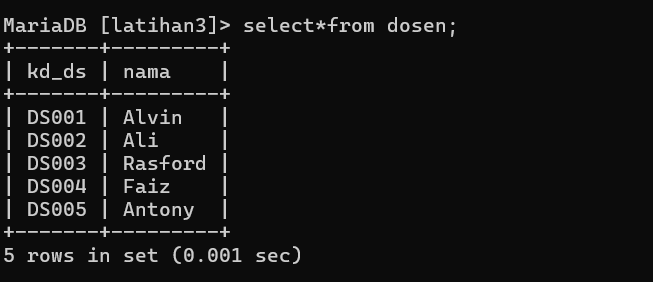 MariaDB [latihan3]> select*from dosen;
+-------+---------+
| kd_ds | nama    |
+-------+---------+
| DS001 | Alvin   |
| DS002 | Ali     |
| DS003 | Rasford |
| DS004 | Faiz    |
| DS005 | Antony  |
+-------+---------+
5 rows in set (0.001 sec)